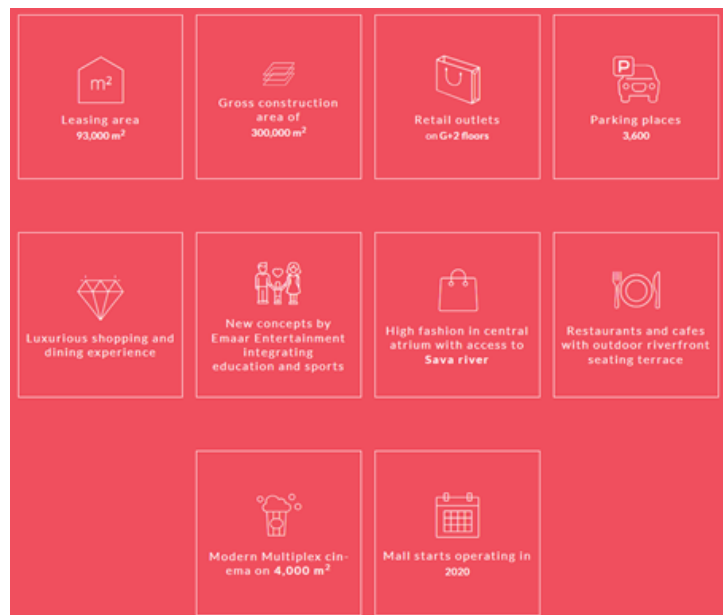 m²
Leasing area
93,000 m²
Gross construction
area of
300,000 m²
Retail outlets
on G+2 floors
P
Parking places
3,600
Luxurious shopping and
dining experience
New concepts by
Emaar Entertainment
integrating
education and sports
High fashion in central
atrium with access to
Sava river
Restaurants and cafes
with outdoor riverfront
seating terrace
Modern Multiplex cin-
ema on 4,000 m²
Mall starts operating in
2020